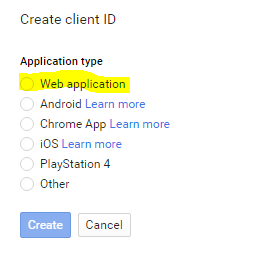 Create client ID
Application type
Web application
Android Learn more
Chrome App Learn more
iOS Learn more
PlayStation 4
Other
Create Cancel